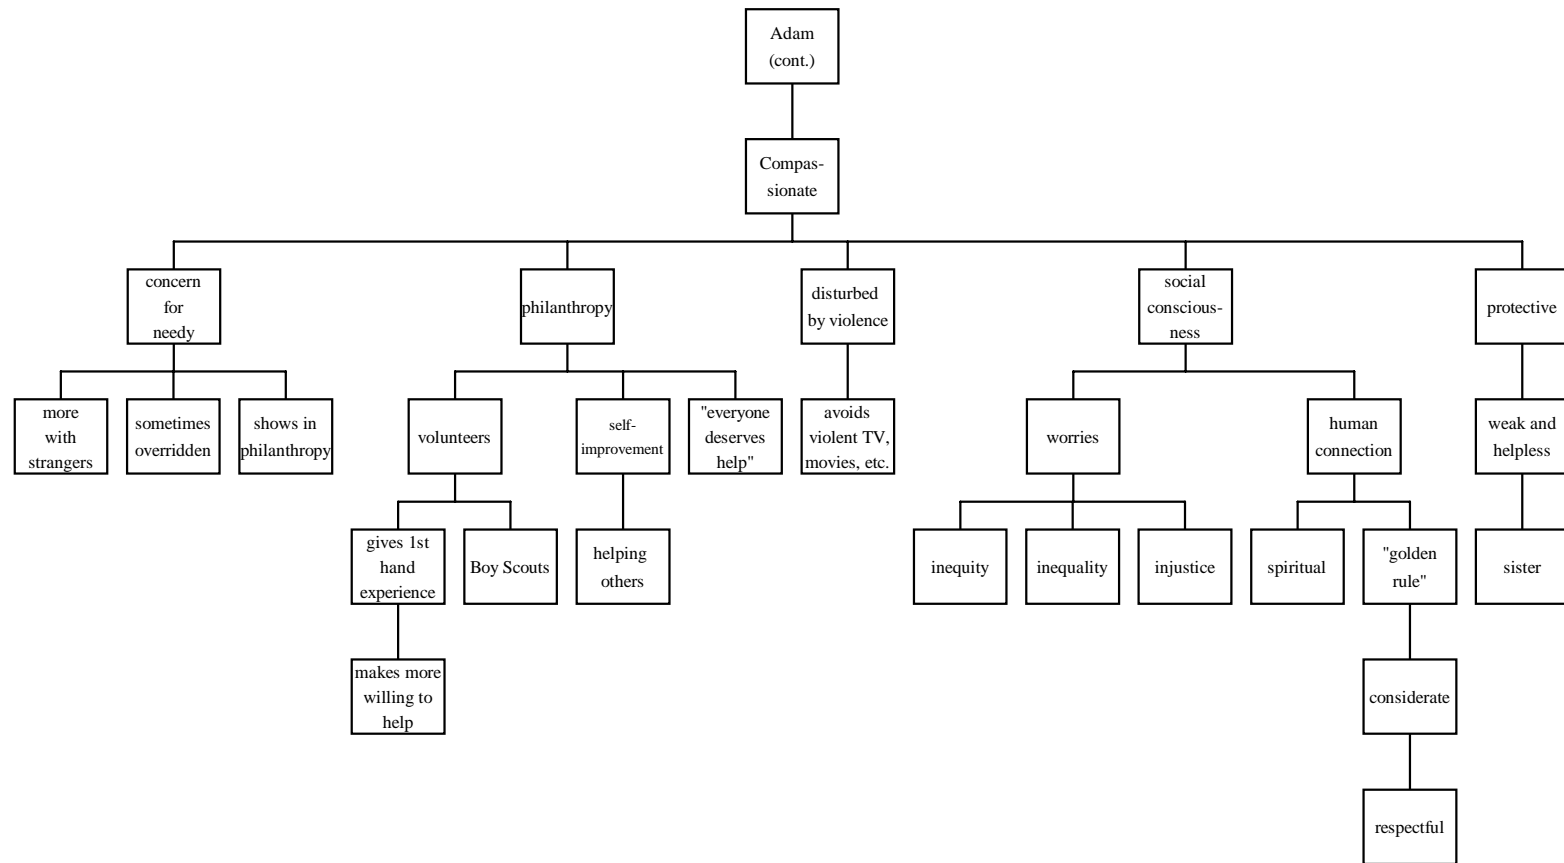 Adam
(cont.)
Compas-
sionate
concern
for
needy
philanthropy
disturbed
by violence
social
conscious-
ness
protective
more
with
strangers
sometimes
overridden
shows in
philanthropy
volunteers
self-
improvement
"everyone
deserves
help"
avoids
violent TV,
movies, etc.
worries
human
connection
weak and
helpless
gives 1st
hand
experience
Boy Scouts
helping
others
inequity
inequality
injustice
spiritual
"golden
rule"
sister
makes more
willing to
help
considerate
respectful